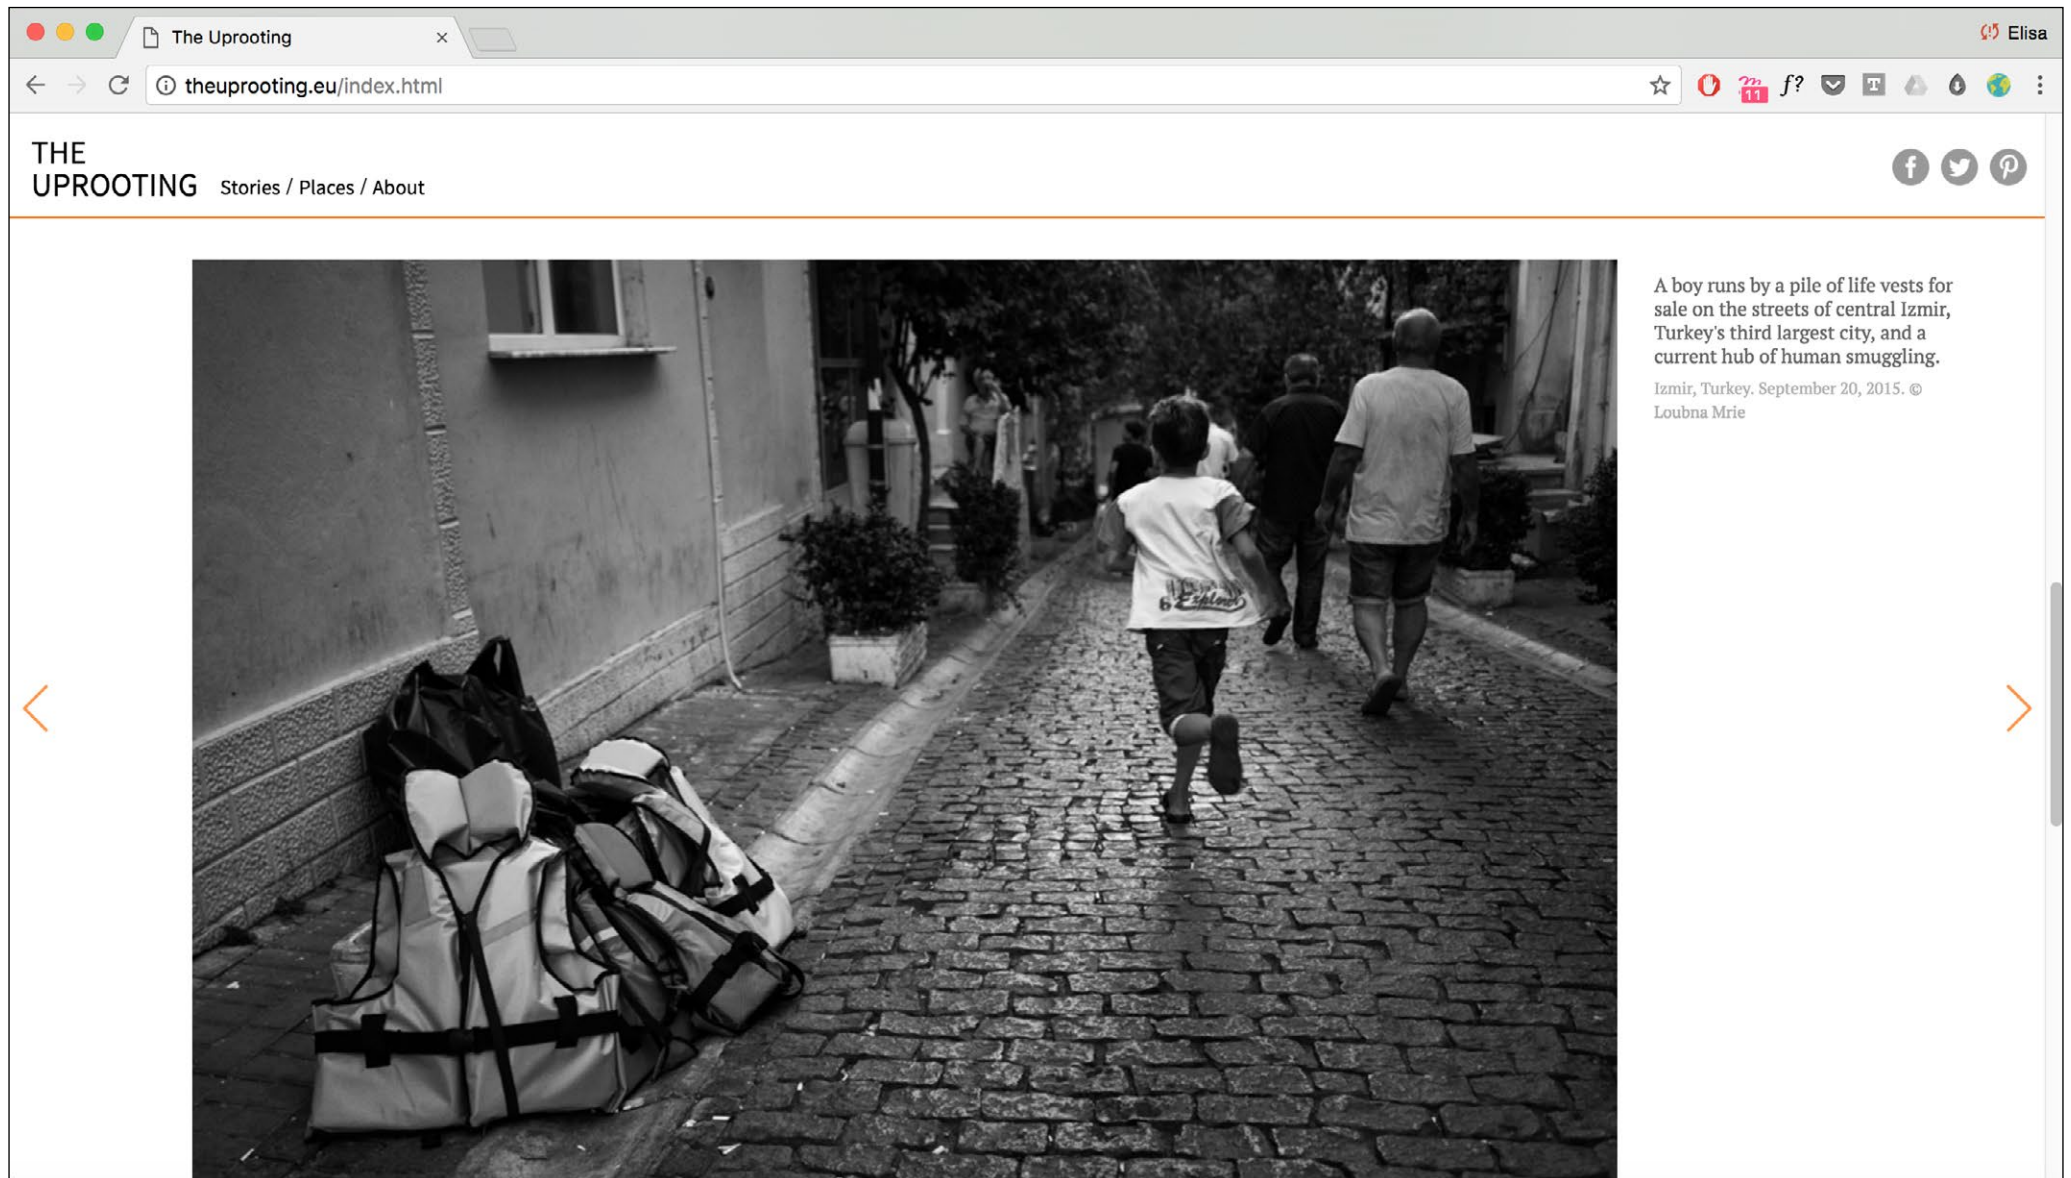 The Uprooting
Elisa
theuprooting.eu/index.html
11
f?
T
THE
UPROOTING
Stories / Places / About
A boy runs by a pile of life vests for
sale on the streets of central Izmir,
Turkey's third largest city, and a
current hub of human smuggling.
Izmir, Turkey. September 20, 2015. ©
Loubna Mrie
Explorer